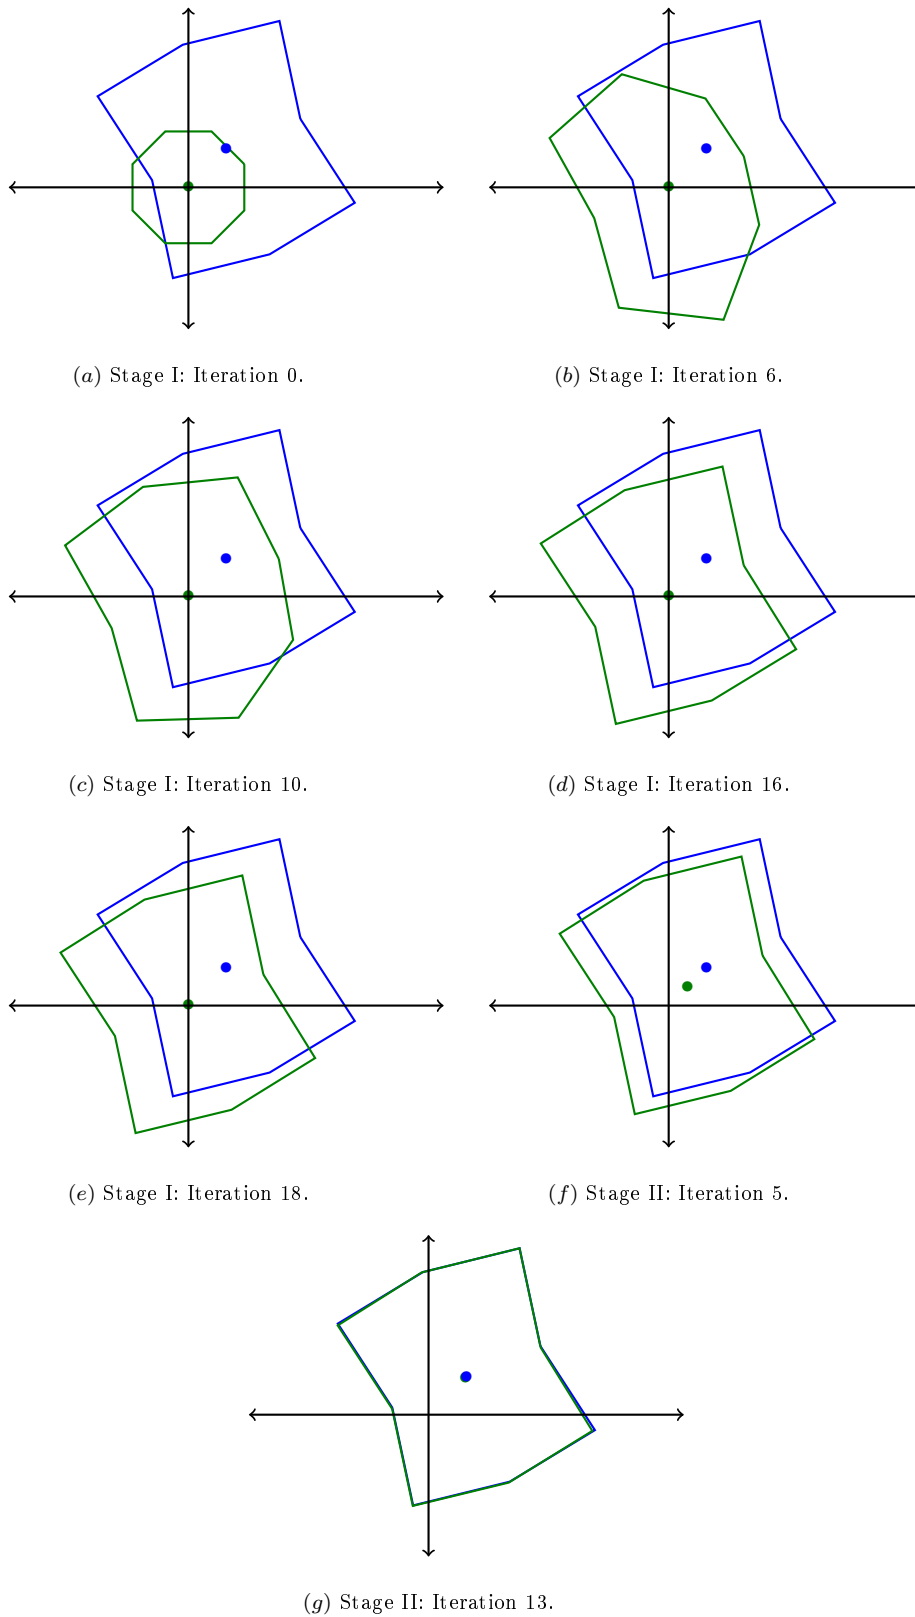 (a) Stage I: Iteration 0.
(b) Stage I: Iteration 6.
(c) Stage I: Iteration 10.
(d) Stage I: Iteration 16.
(e) Stage I: Iteration 18.
(f) Stage II: Iteration 5.
(g) Stage II: Iteration 13.